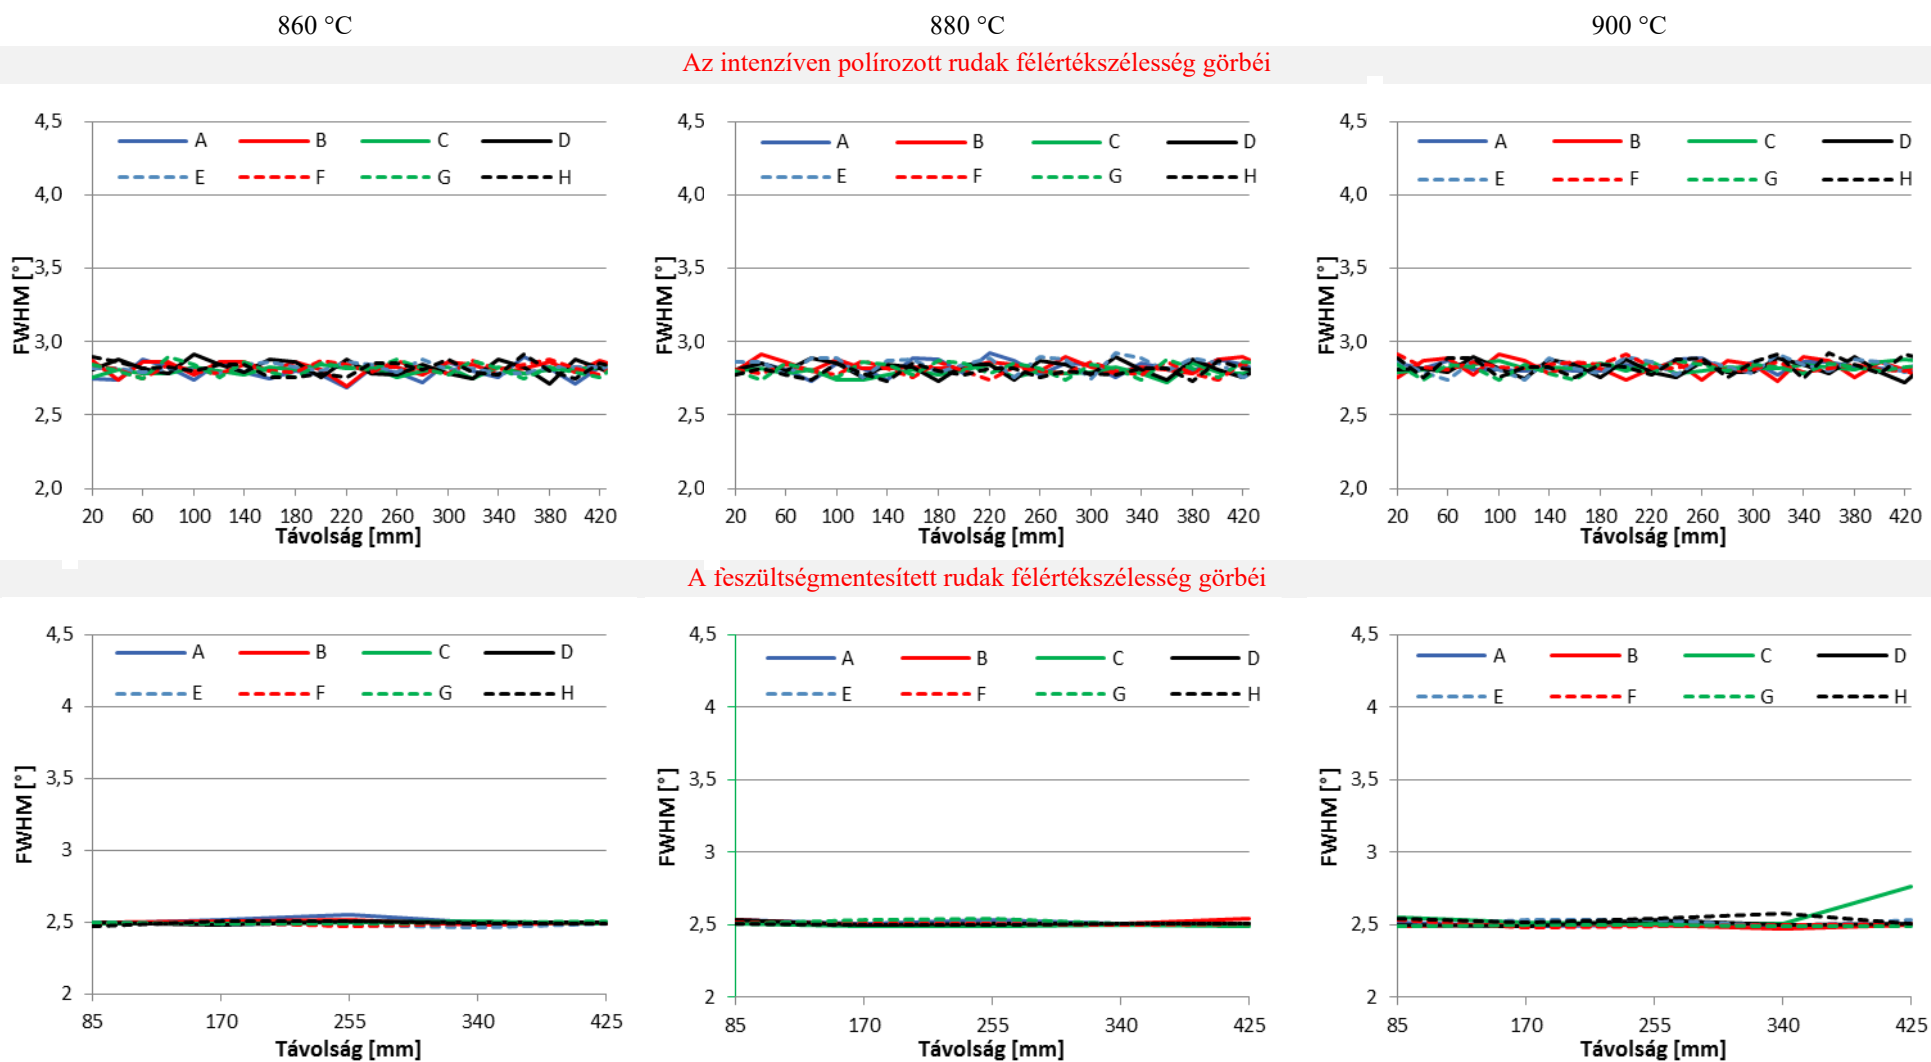 860 °C 880 °C 900 °C
Az intenzíven polírozott rudak félértékszélesség görbéi
4,5 4,0 3,5 3,0 2,5 2,0
FWHM [°]
A B C D
E F G H
20 60 100 140 180 220 260 300 340 380 420
Távolság [mm]
4,5 4,0 3,5 3,0 2,5 2,0
FWHM [°]
A B C D
E F G H
20 60 100 140 180 220 260 300 340 380 420
Távolság [mm]
4,5 4,0 3,5 3,0 2,5 2,0
FWHM [°]
A B C D
E F G H
20 60 100 140 180 220 260 300 340 380 420
Távolság [mm]
A feszültségmentesített rudak félértékszélesség görbéi
4,5 4 3,5 3 2,5 2
FWHM [°]
A B C D
E F G H
85 170 255 340 425
Távolság [mm]
4,5 4 3,5 3 2,5 2
FWHM [°]
A B C D
E F G H
85 170 255 340 425
Távolság [mm]
4,5 4 3,5 3 2,5 2
FWHM [°]
A B C D
E F G H
85 170 255 340 425
Távolság [mm]